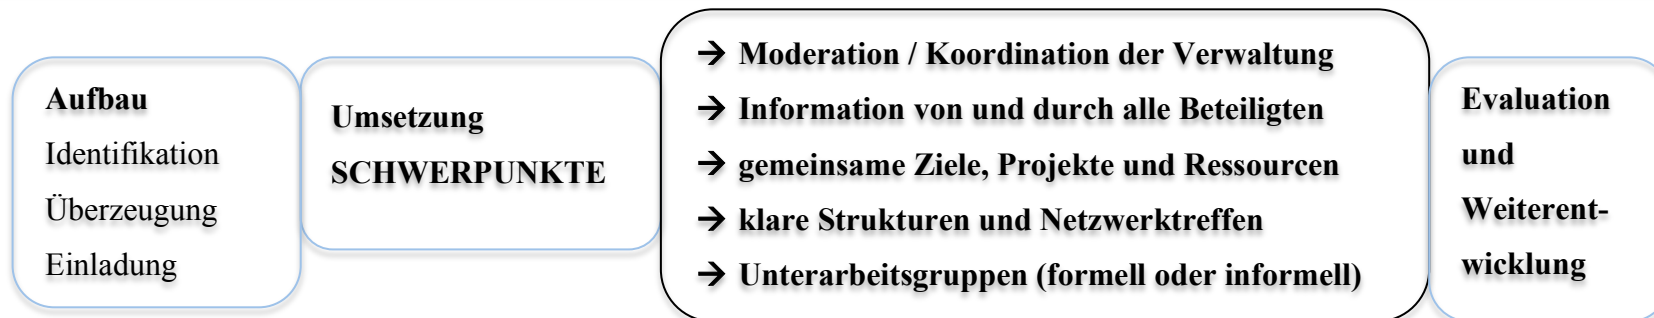 Aufbau
Identifikation
Überzeugung
Einladung
Umsetzung
SCHWERPUNKTE
→ Moderation / Koordination der Verwaltung
→ Information von und durch alle Beteiligten
→ gemeinsame Ziele, Projekte und Ressourcen
→ klare Strukturen und Netzwerktreffen
→ Unterarbeitsgruppen (formell oder informell)
Evaluation
und
Weiterent-
wicklung